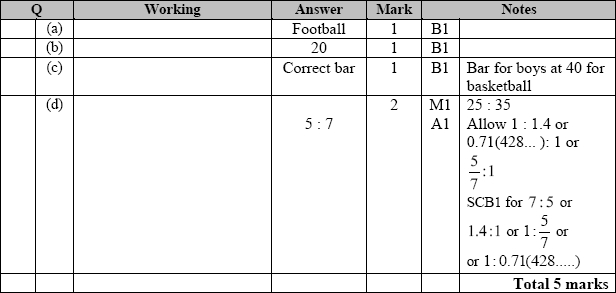 Q Working Answer Mark Notes
(a) Football 1 B1
(b) 20 1 B1
(c) Correct bar 1 B1 Bar for boys at 40 for
basketball
(d) 2 M1 25 : 35
5 : 7 A1 Allow 1 : 1.4 or
0.71(428... ): 1 or
5/7 :1
SCB1 for 7 : 5 or
1.4 :1 or 1: 5/7 or
or 1: 0.71(428.....)
Total 5 marks